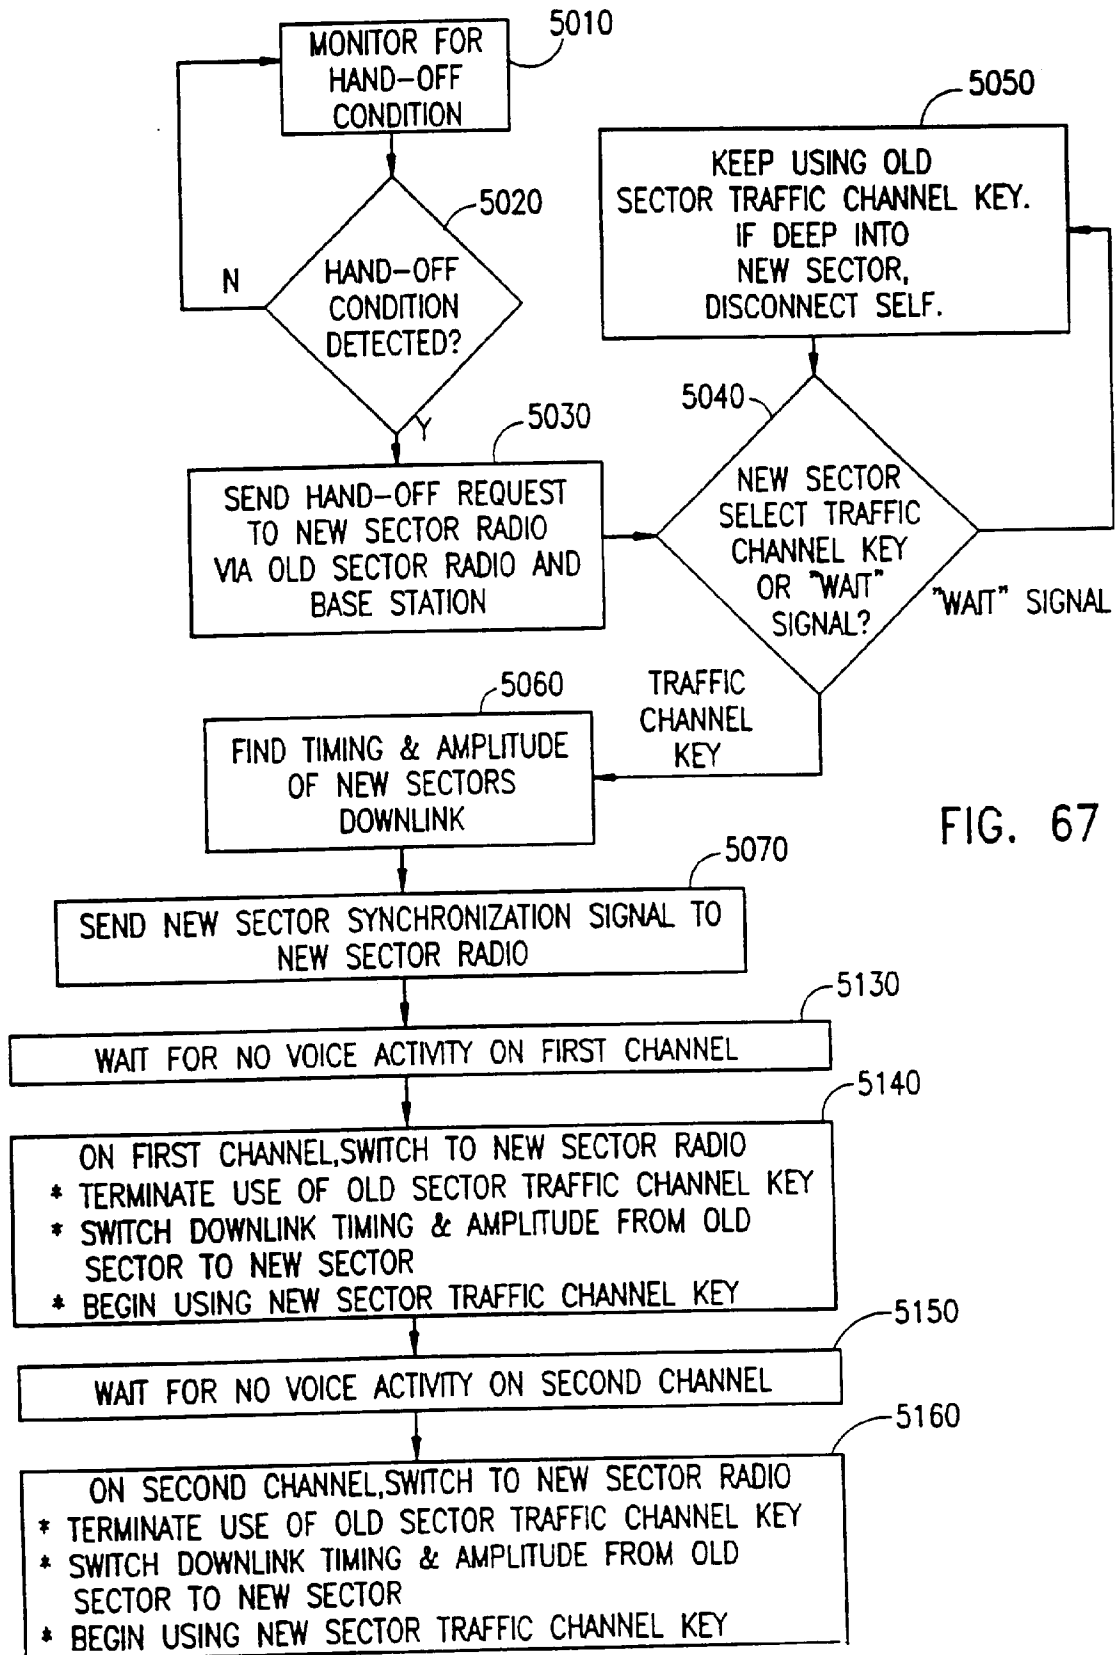 MONITOR FOR
HAND-OFF
CONDITION
5010
5020
HAND-OFF
CONDITION
DETECTED?
N
Y
5030
SEND HAND-OFF REQUEST
TO NEW SECTOR RADIO
VIA OLD SECTOR RADIO AND
BASE STATION
5050
KEEP USING OLD
SECTOR TRAFFIC CHANNEL KEY.
IF DEEP INTO
NEW SECTOR,
DISCONNECT SELF.
5040
NEW SECTOR
SELECT TRAFFIC
CHANNEL KEY
OR "WAIT"
SIGNAL?
"WAIT" SIGNAL
TRAFFIC
CHANNEL
KEY
5060
FIND TIMING & AMPLITUDE
OF NEW SECTORS
DOWNLINK
FIG. 67
5070
SEND NEW SECTOR SYNCHRONIZATION SIGNAL TO
NEW SECTOR RADIO
5130
WAIT FOR NO VOICE ACTIVITY ON FIRST CHANNEL
5140
ON FIRST CHANNEL,SWITCH TO NEW SECTOR RADIO
* TERMINATE USE OF OLD SECTOR TRAFFIC CHANNEL KEY
* SWITCH DOWNLINK TIMING & AMPLITUDE FROM OLD
SECTOR TO NEW SECTOR
* BEGIN USING NEW SECTOR TRAFFIC CHANNEL KEY
5150
WAIT FOR NO VOICE ACTIVITY ON SECOND CHANNEL
5160
ON SECOND CHANNEL,SWITCH TO NEW SECTOR RADIO
* TERMINATE USE OF OLD SECTOR TRAFFIC CHANNEL KEY
* SWITCH DOWNLINK TIMING & AMPLITUDE FROM OLD
SECTOR TO NEW SECTOR
* BEGIN USING NEW SECTOR TRAFFIC CHANNEL KEY